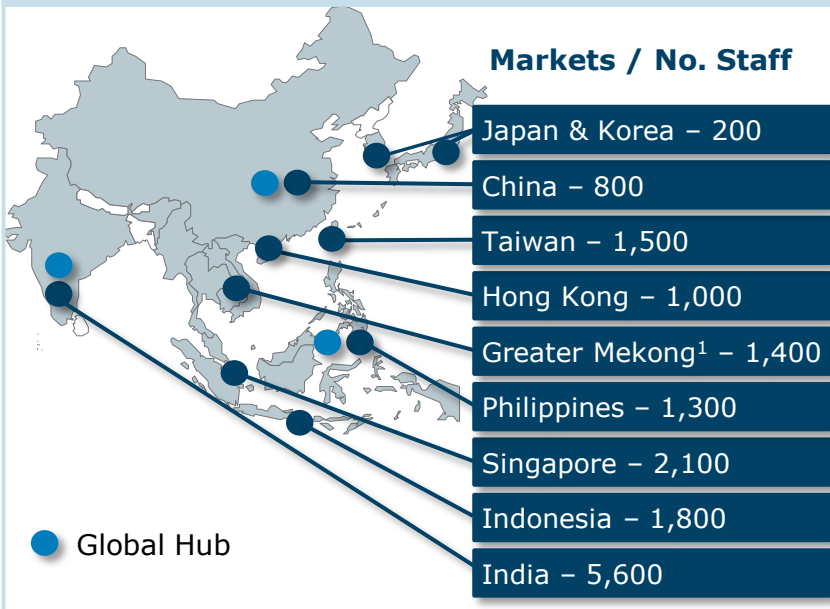 Markets / No. Staff
Japan & Korea – 200
China – 800
Taiwan – 1,500
Hong Kong – 1,000
Greater Mekong¹ – 1,400
Philippines – 1,300
Singapore – 2,100
Indonesia – 1,800
India – 5,600
Global Hub